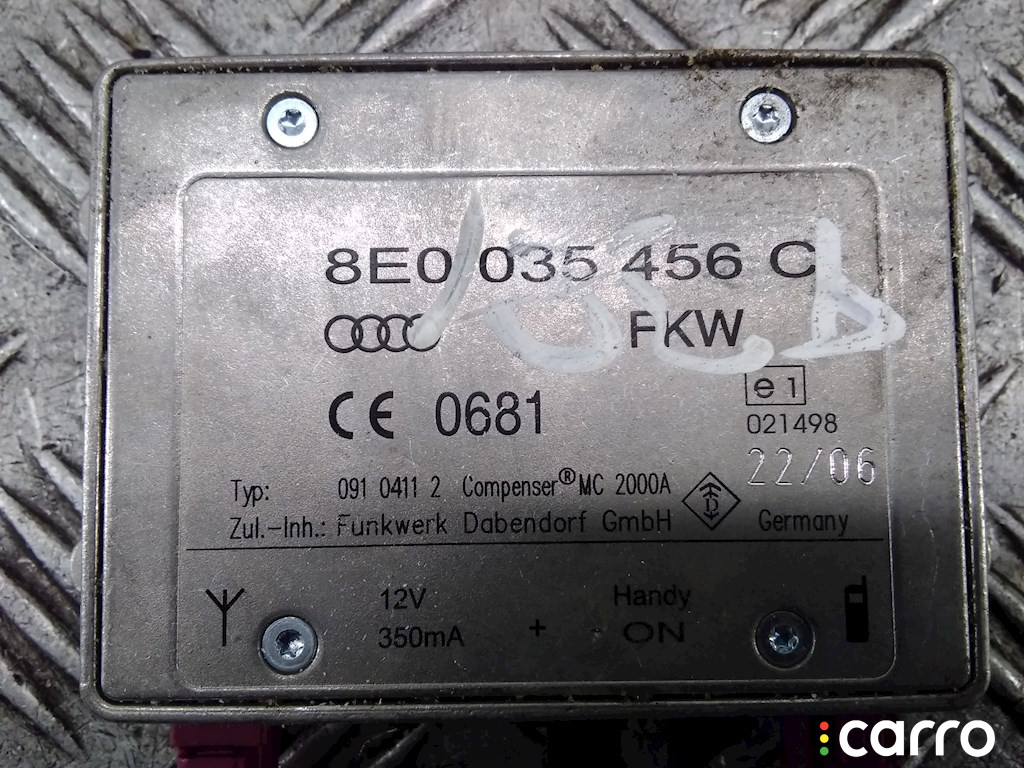 8E0 035 456 C
FKW
CE 0681
e1
021498
22/06
Typ: 091 0411 2 Compenser® MC 2000A
D
Zul.-Inh.: Funkwerk Dabendorf GmbH Germany
12V Handy
350mA + ON
carro